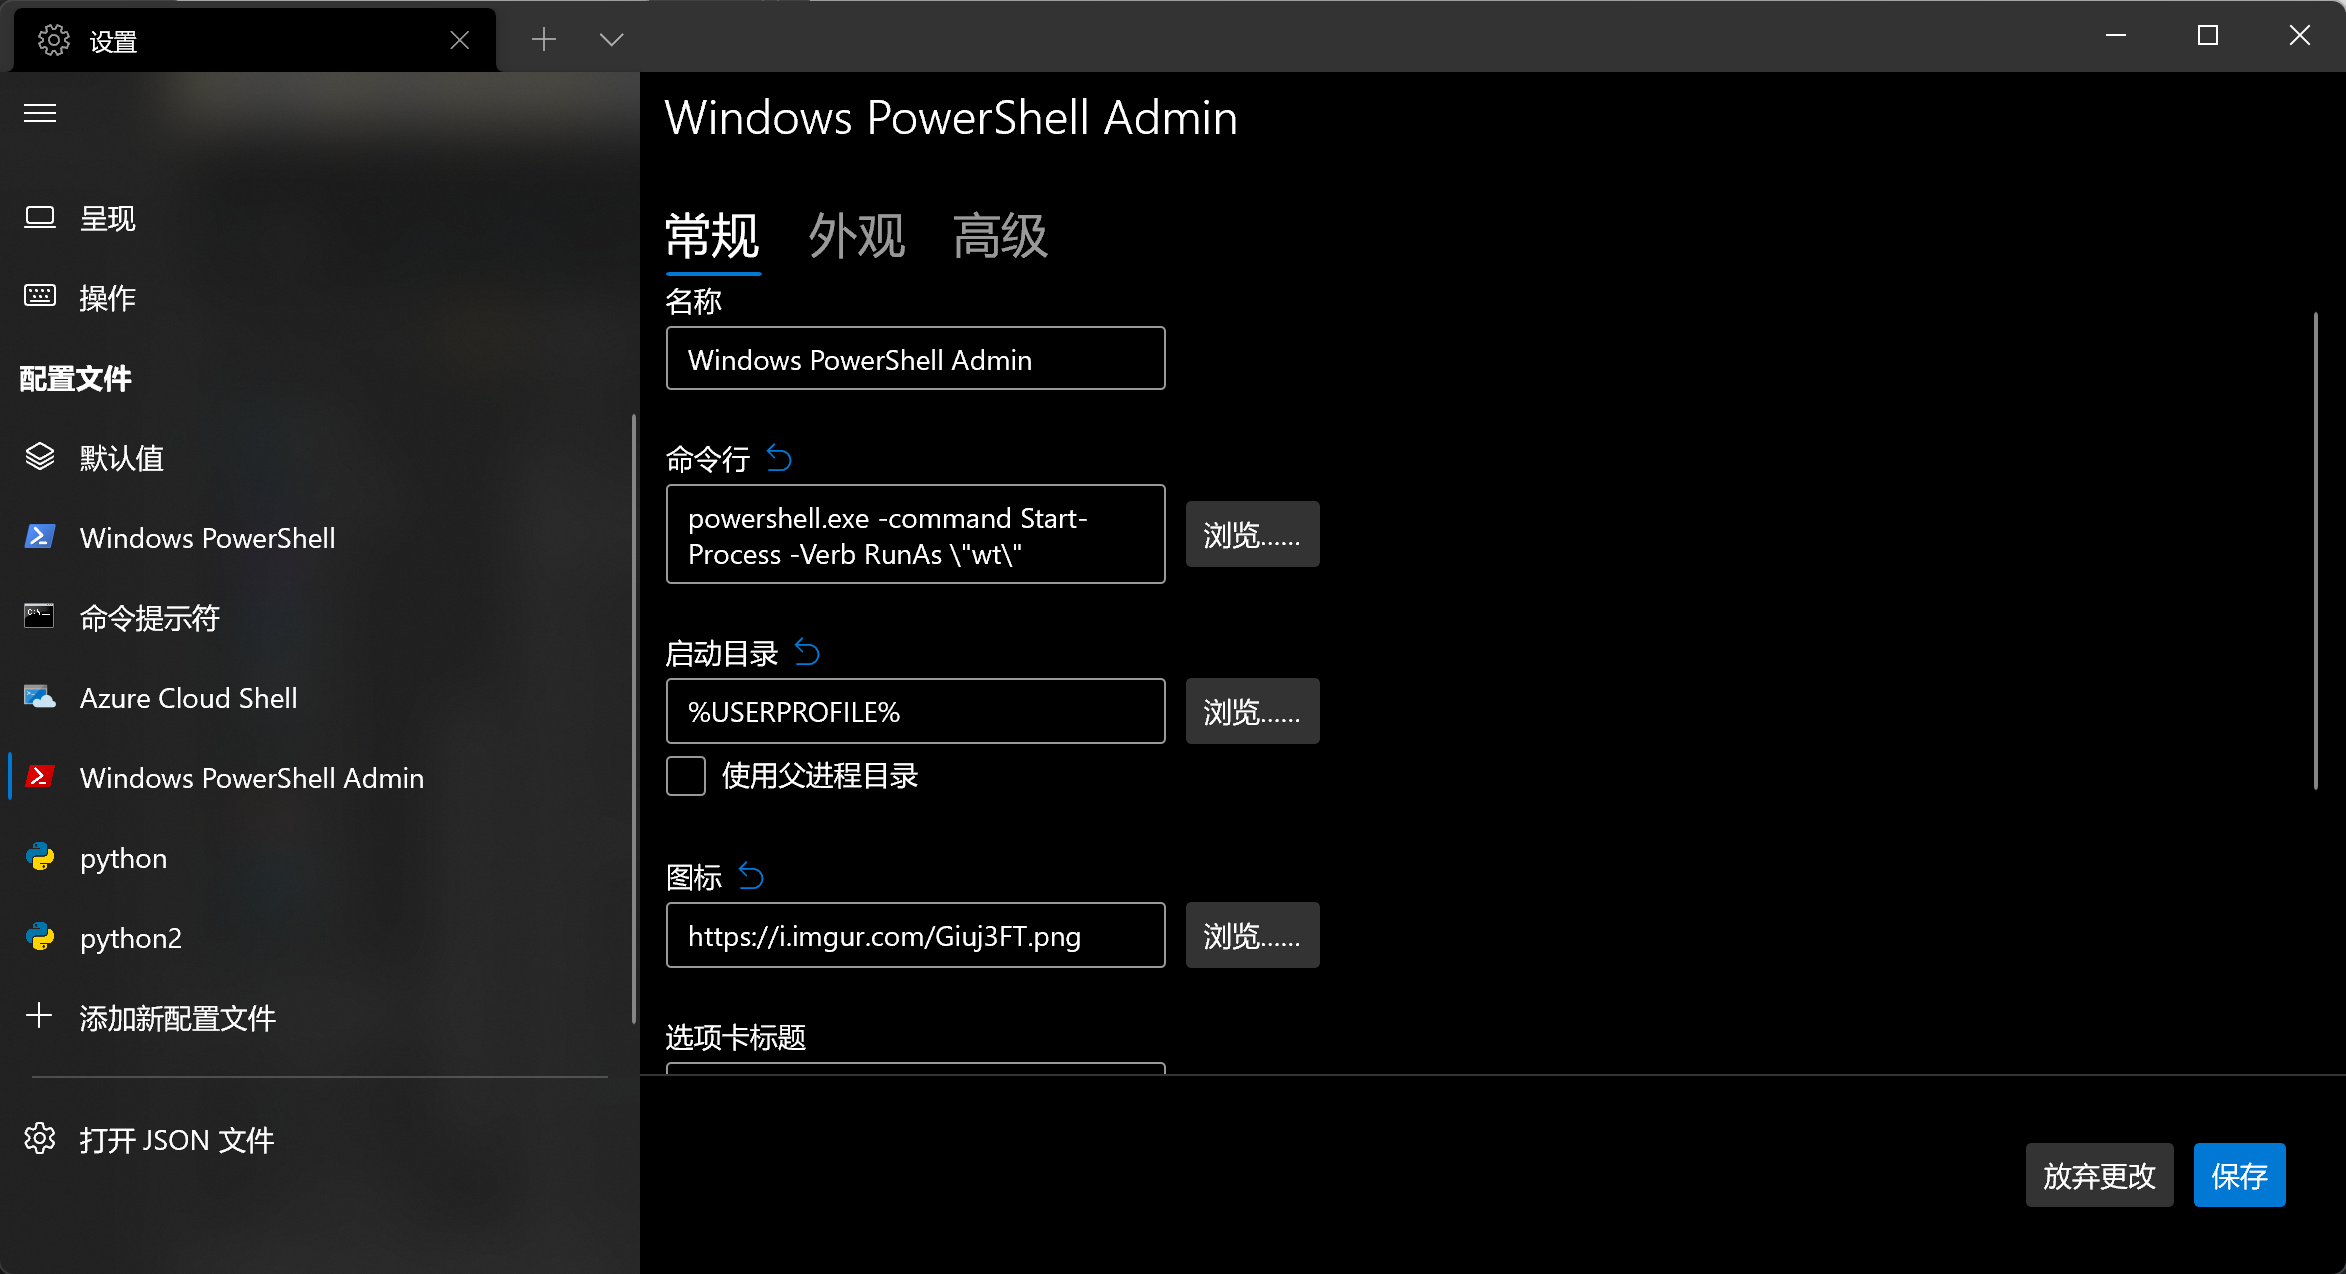 设置
呈现
操作
配置文件
默认值
Windows PowerShell
命令提示符
Azure Cloud Shell
Windows PowerShell Admin
python
python2
添加新配置文件
打开 JSON 文件
Windows PowerShell Admin
常规 外观 高级
名称
Windows PowerShell Admin
命令行
powershell.exe -command Start-
Process -Verb RunAs \"wt\"
浏览......
启动目录
%USERPROFILE%
浏览......
使用父进程目录
图标
https://i.imgur.com/Giuj3FT.png
浏览......
选项卡标题
放弃更改 保存